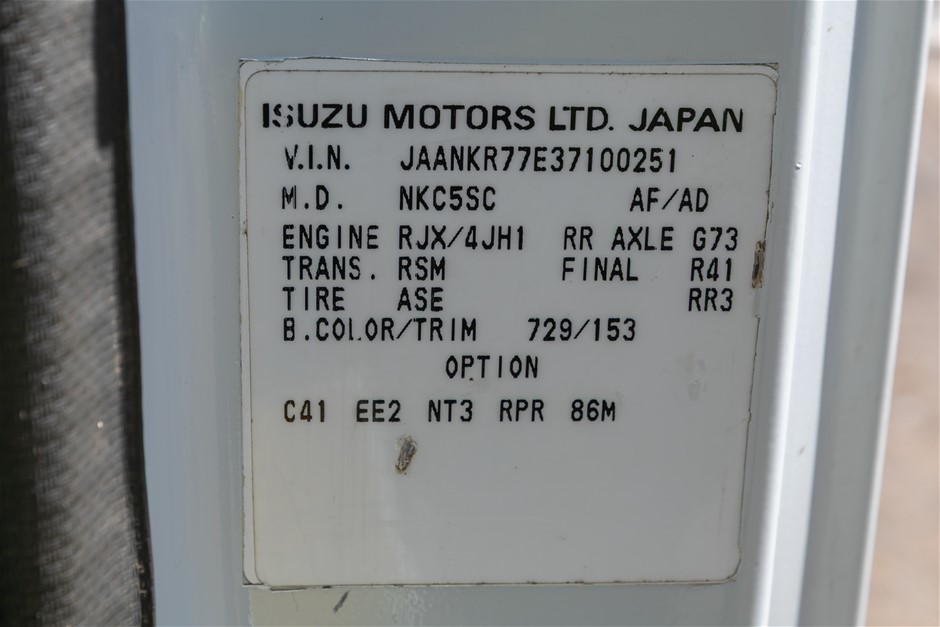 ISUZU MOTORS LTD. JAPAN
V.I.N. JAANKR77E37100251
M.D. NKC5SC AF/AD
ENGINE RJX/4JH1 RR AXLE G73
TRANS. RSM FINAL R41
TIRE ASE RR3
B.COLOR/TRIM 729/153
OPTION
C41 EE2 NT3 RPR 86M